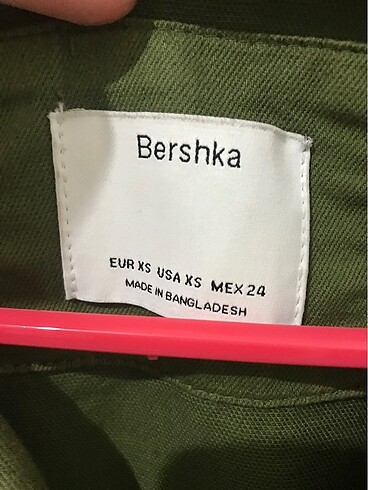 Bershka
EUR XS USA XS MEX 24
MADE IN BANGLADESH